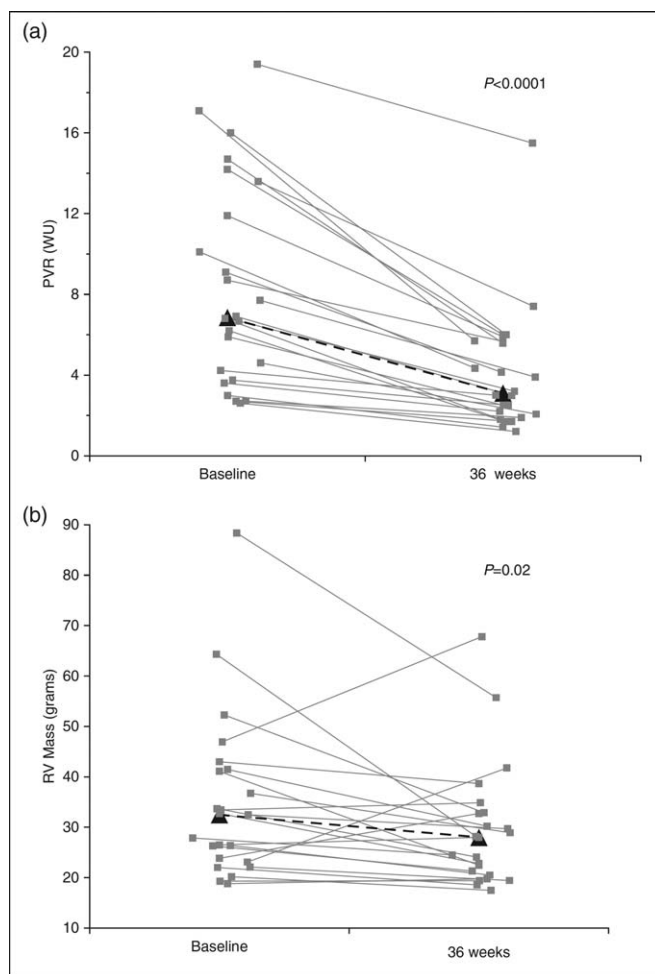 (a)
20
16
12
8
4
0
PVR (WU)
P<0.0001
Baseline
36 weeks
(b)
90
80
70
60
50
40
30
20
10
RV Mass (grams)
P=0.02
Baseline
36 weeks